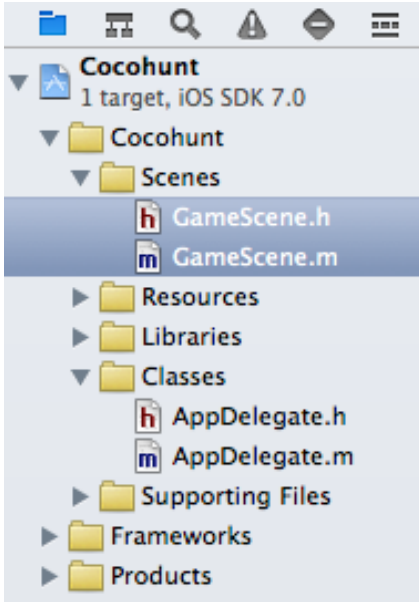 Cocohunt
1 target, iOS SDK 7.0
Cocohunt
Scenes
h GameScene.h
m GameScene.m
Resources
Libraries
Classes
h AppDelegate.h
m AppDelegate.m
Supporting Files
Frameworks
Products